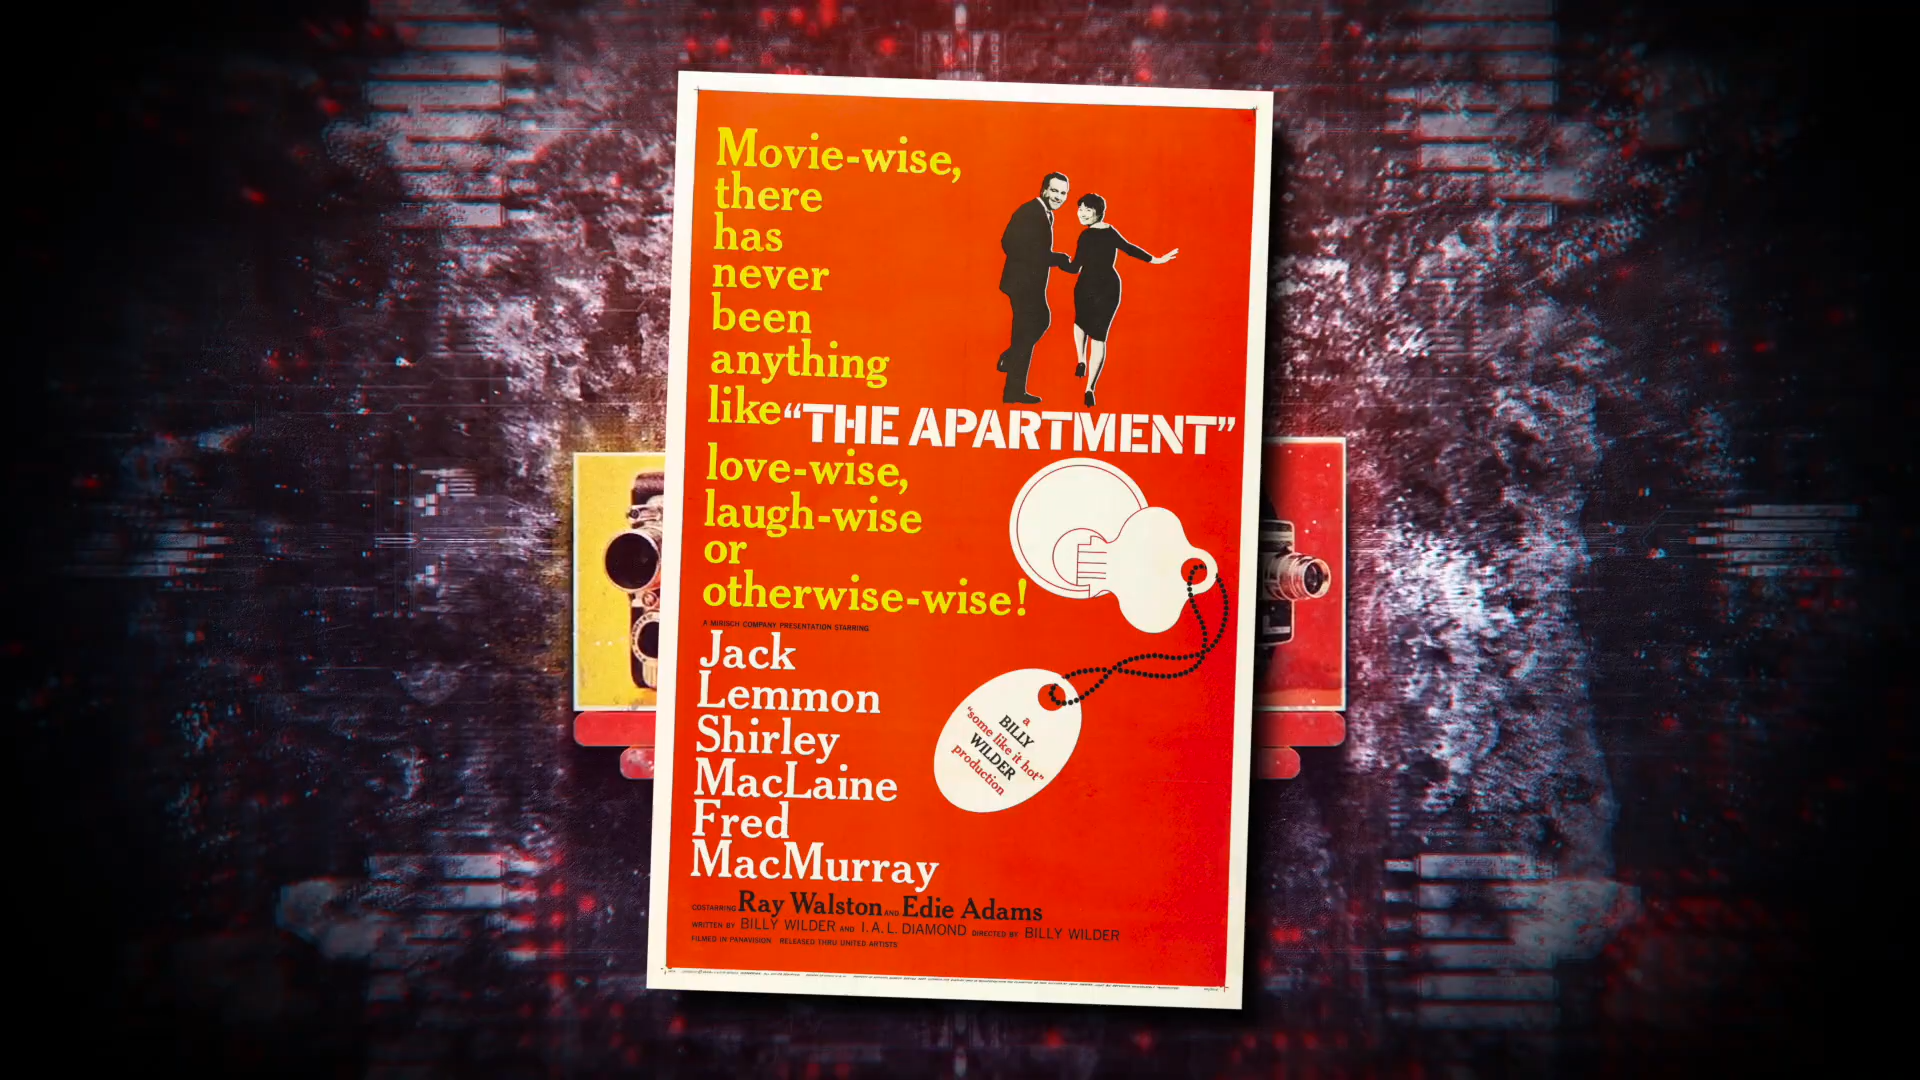 Movie-wise,
there
has
never
been
anything
like “THE APARTMENT”
love-wise,
laugh-wise
or
otherwise-wise!
A MIRISCH COMPANY PRESENTATION STARRING
Jack
Lemmon
Shirley
MacLaine
Fred
MacMurray
a
BILLY
“some like it hot”
WILDER
production
COSTARRING Ray Walston AND Edie Adams
WRITTEN BY BILLY WILDER AND I. A. L. DIAMOND DIRECTED BY BILLY WILDER
FILMED IN PANAVISION RELEASED THRU UNITED ARTISTS